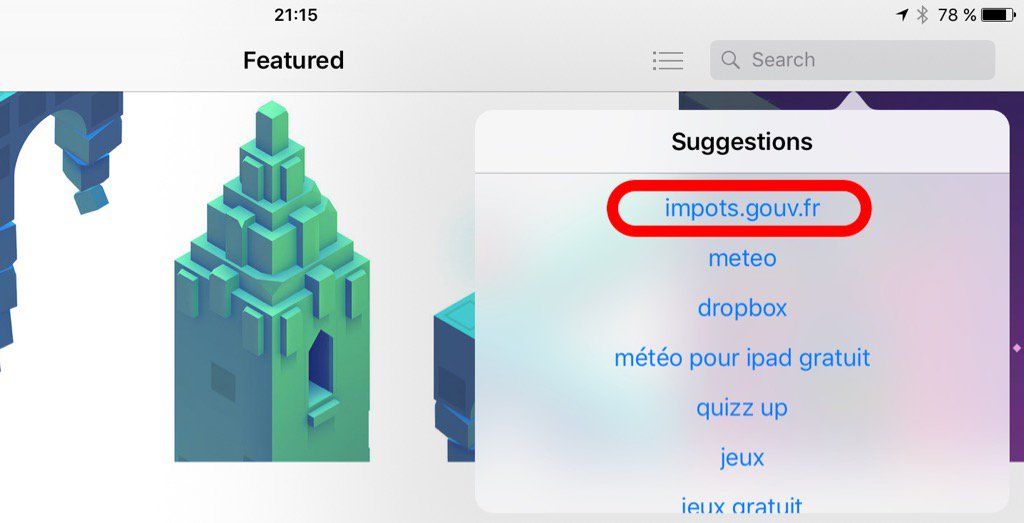 21:15
78 %
Featured
Search
Suggestions
impots.gouv.fr
meteo
dropbox
météo pour ipad gratuit
quizz up
jeux
jeux gratuit